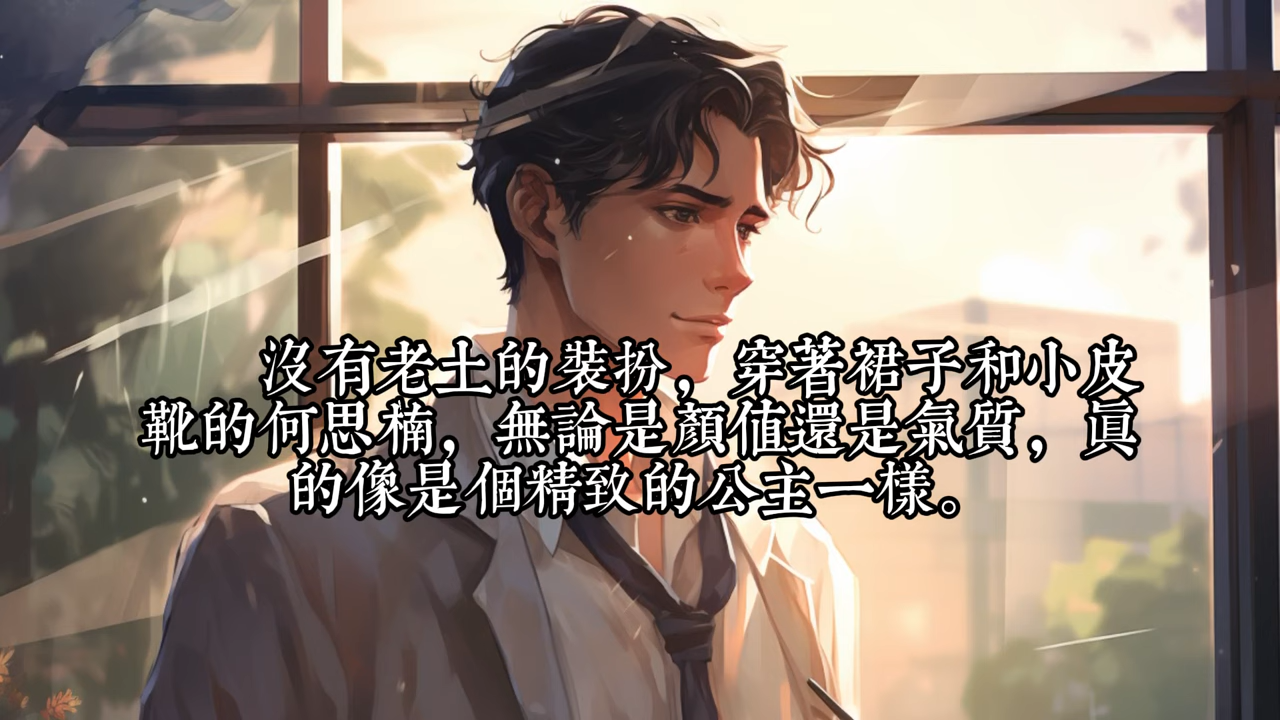 沒有老土的裝扮，穿著裙子和小皮
靴的何思楠，無論是顏值還是氣質，眞
的像是個精致的公主一樣。